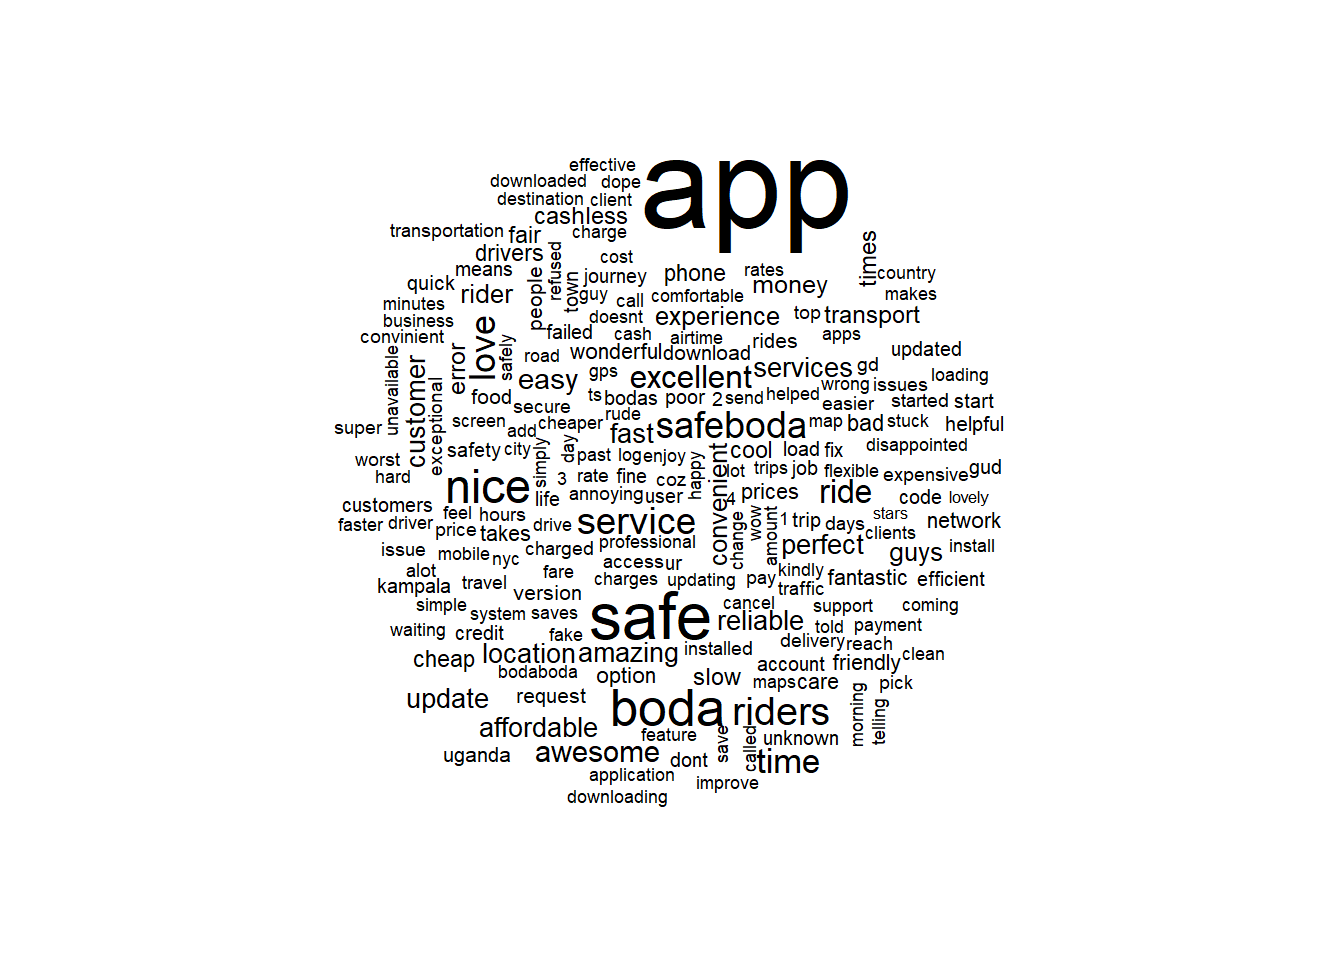 effective
app
downloaded dope
destination client
cashless
transportation fair charge
times
drivers
cost
refused
means
people
town
journey phone rates country
quick rider guy call comfortable money makes
minutes
business
doesnt experience top transport
convinient
love
safely
failed cash airtime rides apps
error
road wonderful download updated
unavailable
customer
exceptional
easy gps excellent services gd loading
food ts bodas poor 2 send helped wrong issues
secure easier started start
super screen add cheaper rude fast safeboda map bad stuck helpful
safety city simply day past log enjoy cool load fix disappointed
worst
hard
nice 3 rate fine coz happy convenient lot trips job flexible expensive gud
customers life annoying user 4 prices ride code lovely
feel hours
faster driver price takes drive service change wow amount 1 trip days stars clients network
issue mobile nyc charged professional perfect guys install
alot access ur
kampala travel fare charges updating pay kindly traffic fantastic efficient
version
simple system saves safe cancel support coming
waiting credit fake reliable told payment
cheap location amazing installed delivery reach clean
bodaboda option slow account friendly
maps care pick
update request
boda riders morning telling
affordable feature save called unknown
uganda awesome dont time
application improve
downloading